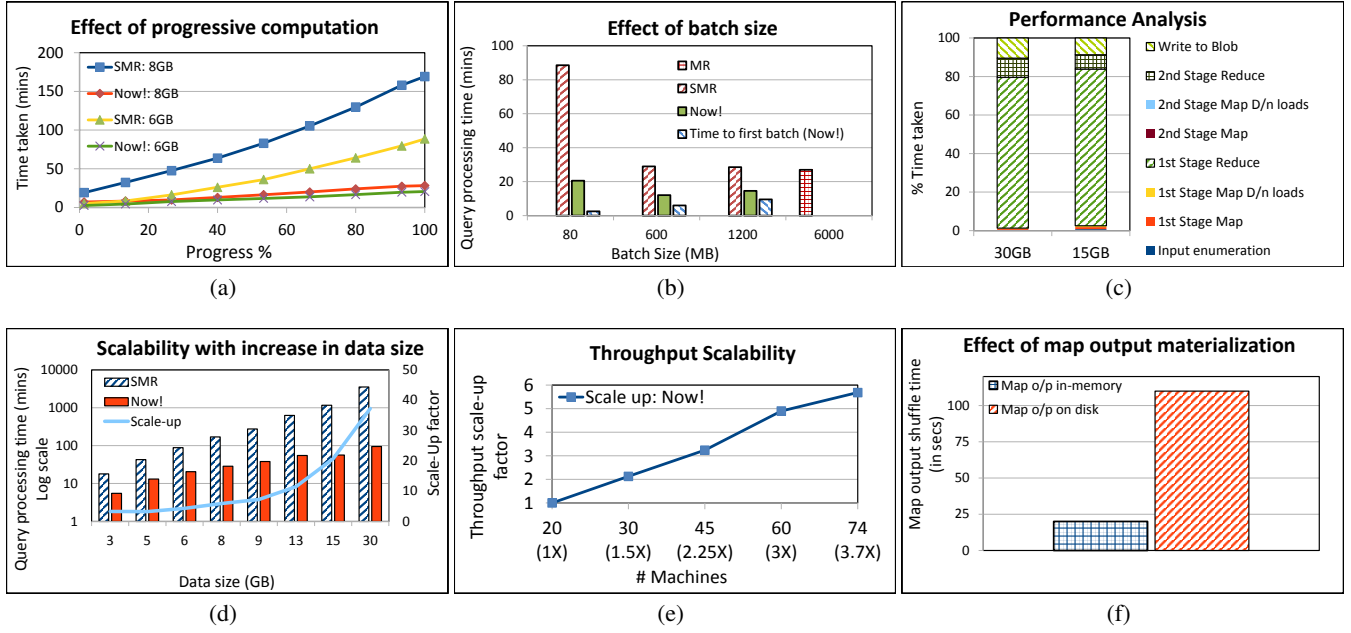 Effect of progressive computation
Time taken (mins)
200
150
100
50
0
SMR: 8GB
Now!: 8GB
SMR: 6GB
Now!: 6GB
0 20 40 60 80 100
Progress %
(a)
Effect of batch size
Query processing time (mins)
100
80
60
40
20
0
MR
SMR
Now!
Time to first batch (Now!)
80 600 1200 6000
Batch Size (MB)
(b)
Performance Analysis
% Time taken
100
80
60
40
20
0
30GB 15GB
Write to Blob
2nd Stage Reduce
2nd Stage Map D/n loads
2nd Stage Map
1st Stage Reduce
1st Stage Map D/n loads
1st Stage Map
Input enumeration
(c)
Scalability with increase in data size
Query processing time (mins)
Log scale
10000
1000
100
10
1
SMR
Now!
Scale-up
50
40
30
20
10
0
Scale-Up factor
3 5 6 8 9 13 15 30
Data size (GB)
(d)
Throughput Scalability
Throughput scale-up
factor
6
5
4
3
2
1
Scale up: Now!
20 30 45 60 74
(1X) (1.5X) (2.25X) (3X) (3.7X)
# Machines
(e)
Effect of map output materialization
Map output shuffle time
(in secs)
100
75
50
25
0
Map o/p in-memory
Map o/p on disk
(f)